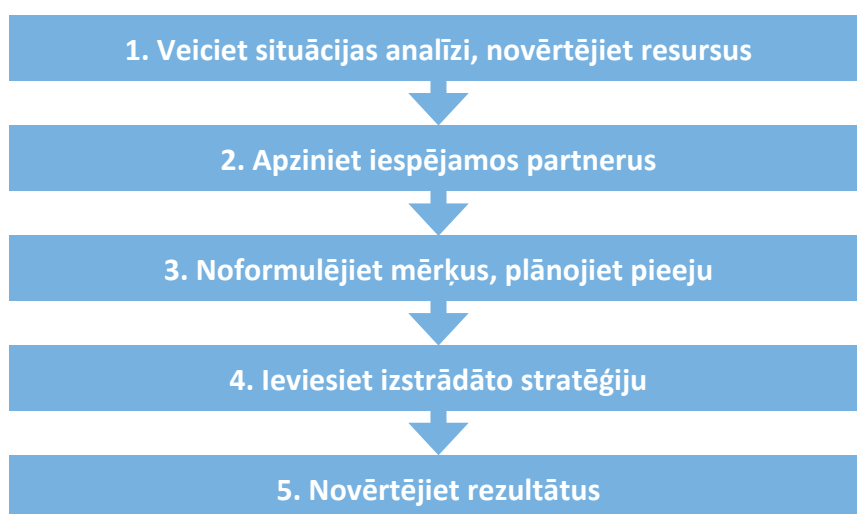 1. Veiciet situācijas analīzi, novērtējiet resursus
2. Apziniet iespējamos partnerus
3. Noformulējiet mērķus, plānojiet pieeju
4. Ieviesiet izstrādāto stratēģiju
5. Novērtējiet rezultātus